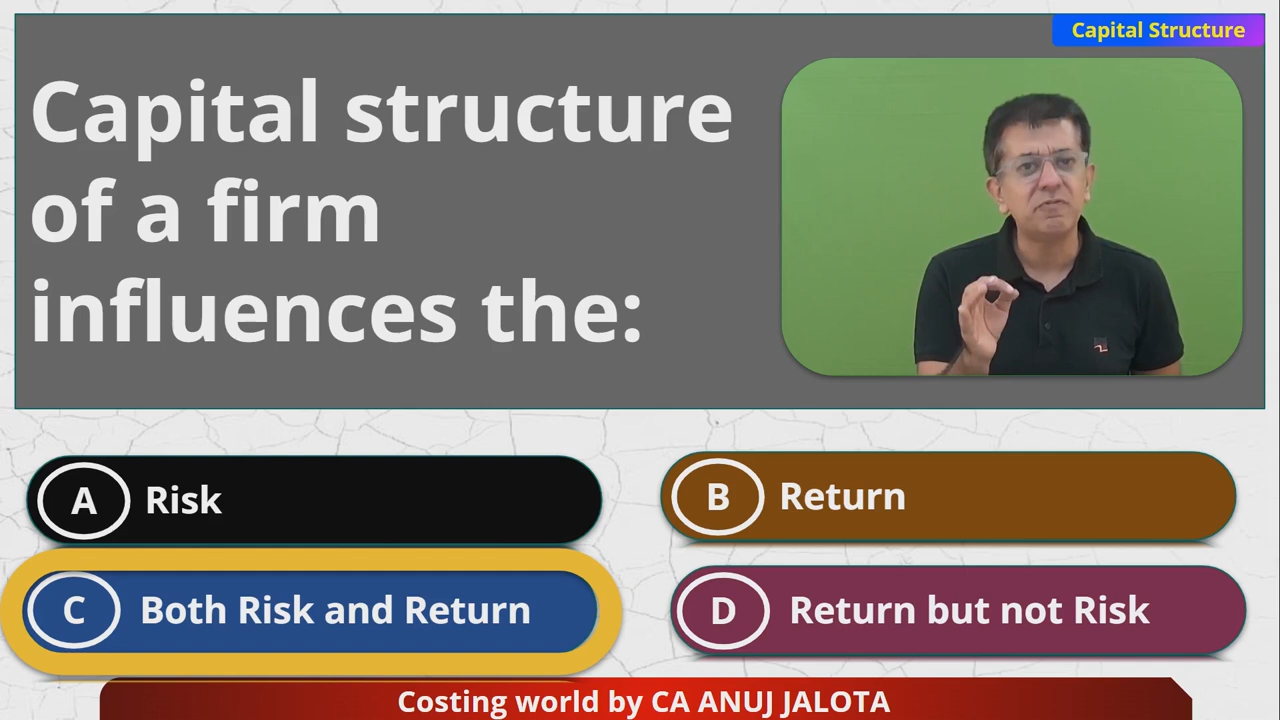 Capital Structure
Capital structure
of a firm
influences the:
A Risk
B Return
C Both Risk and Return
D Return but not Risk
Costing world by CA ANUJ JALOTA